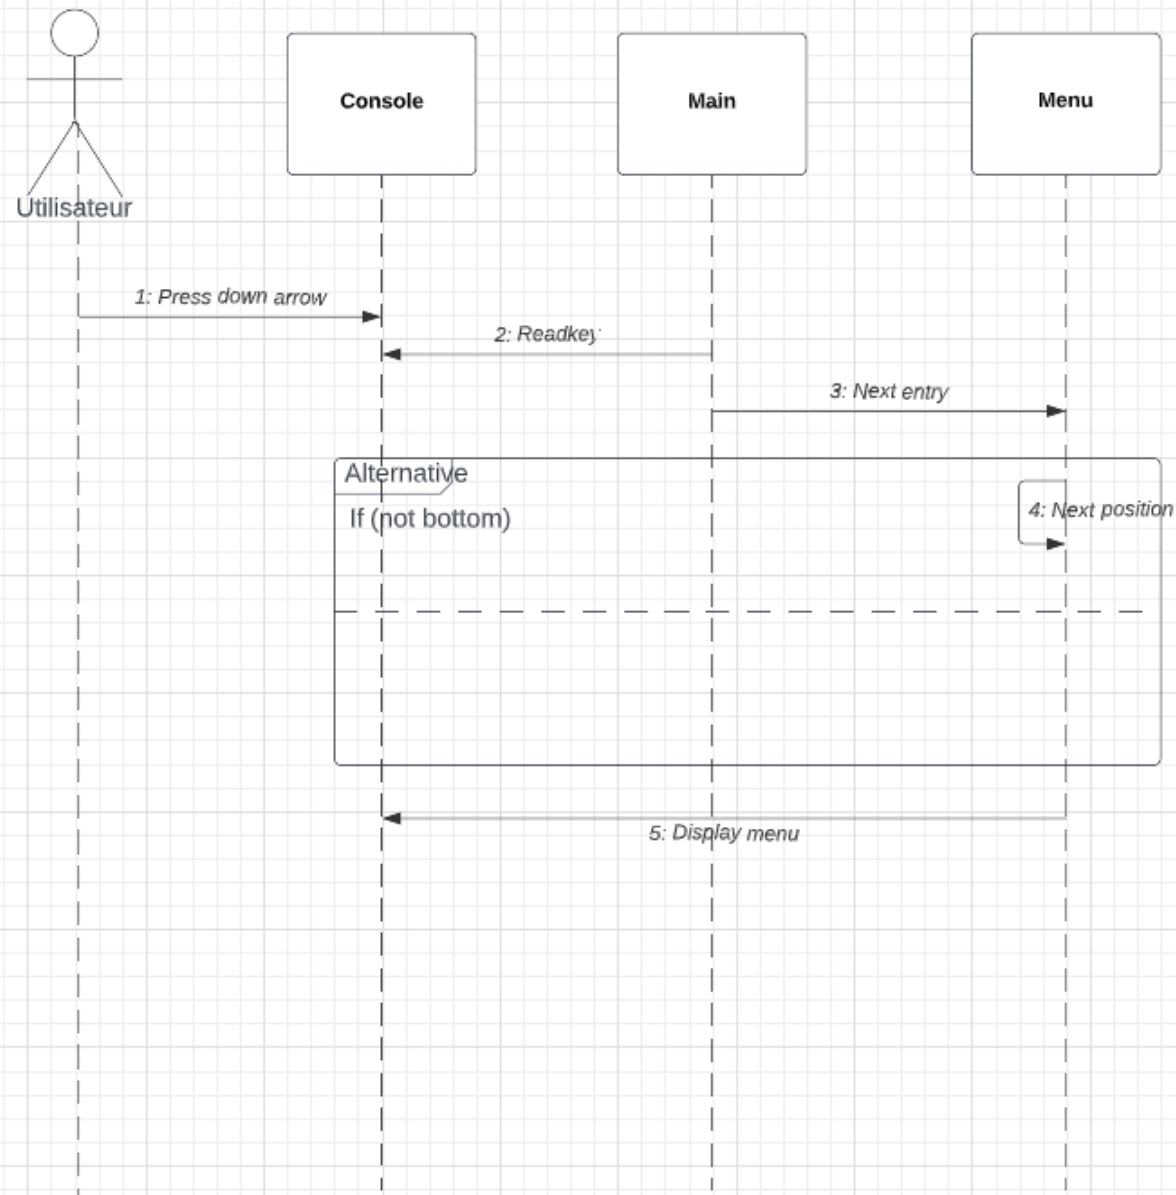 Console
Main
Menu
Utilisateur
1: Press down arrow
2: Readkey
3: Next entry
Alternative
If (not bottom)
4: Next position
5: Display menu